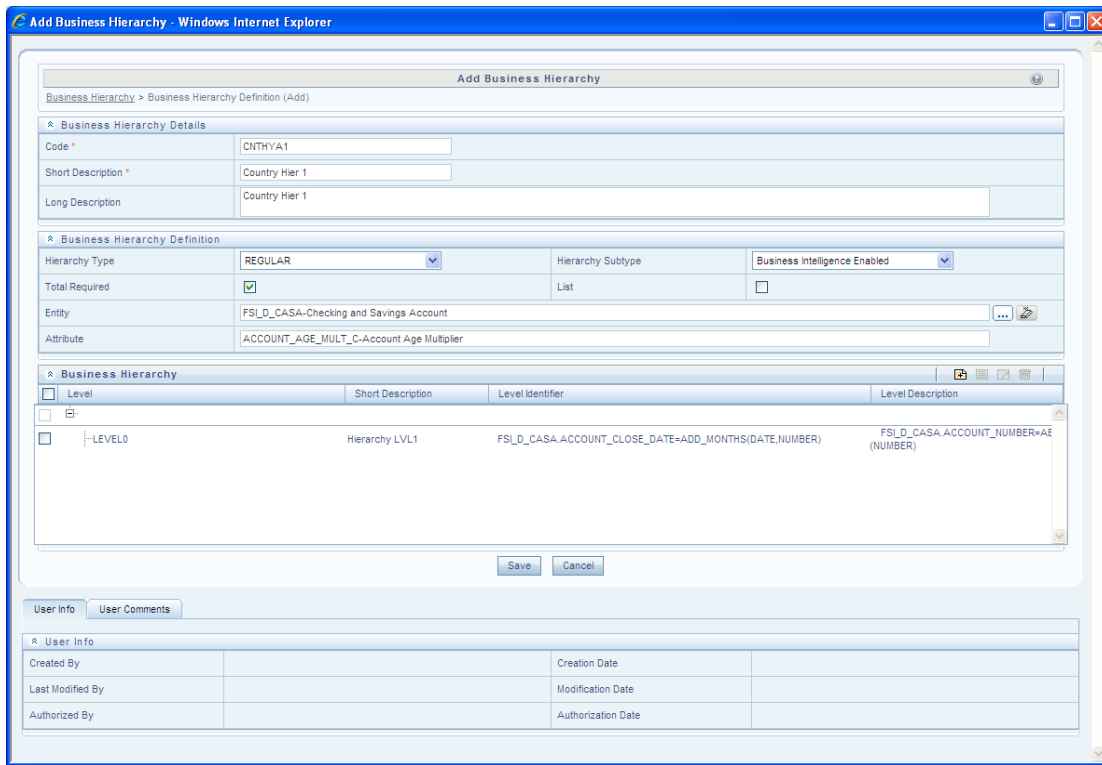 Add Business Hierarchy - Windows Internet Explorer
Add Business Hierarchy
Business Hierarchy > Business Hierarchy Definition (Add)
Business Hierarchy Details
Code * CNTHYA1
Short Description * Country Hier 1
Long Description Country Hier 1
Business Hierarchy Definition
Hierarchy Type REGULAR Hierarchy Subtype Business Intelligence Enabled
Total Required List
Entity FSI_D_CASA-Checking and Savings Account ...
Attribute ACCOUNT_AGE_MULT_C-Account Age Multiplier
Business Hierarchy
Level Short Description Level Identifier Level Description
LEVEL0 Hierarchy LVL1 FSI_D_CASA.ACCOUNT_CLOSE_DATE=ADD_MONTHS(DATE,NUMBER) FSI_D_CASA.ACCOUNT_NUMBER=AB
(NUMBER)
Save Cancel
User Info User Comments
User Info
Created By Creation Date
Last Modified By Modification Date
Authorized By Authorization Date